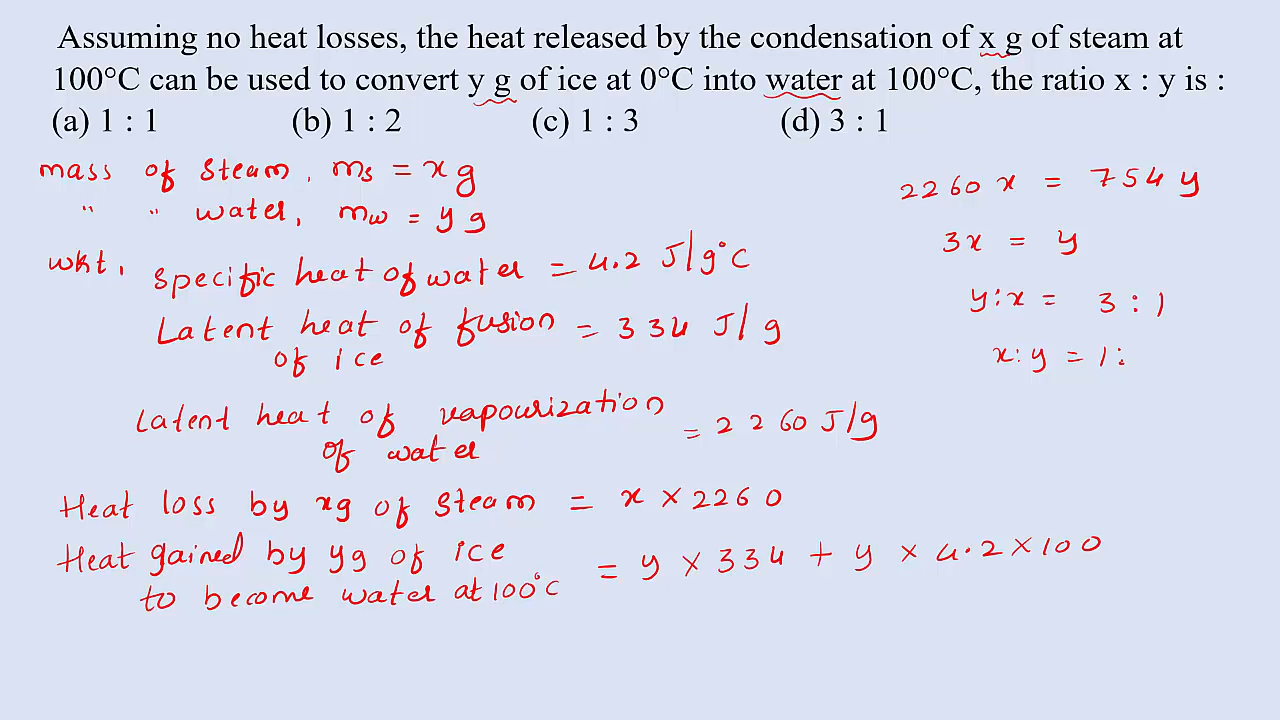 Assuming no heat losses, the heat released by the condensation of x g of steam at
100°C can be used to convert y g of ice at 0°C into water at 100°C, the ratio x : y is :
(a) 1 : 1 (b) 1 : 2 (c) 1 : 3 (d) 3 : 1
mass of steam, ms = x g
" " water, mw = y g
wkt, specific heat of water = 4.2 J/g°C
Latent heat of fusion = 334 J/g
of ice
Latent heat of vapourization = 2260 J/g
of water
Heat loss by xg of steam = x × 2260
Heat gained by yg of ice = y × 334 + y × 4.2 × 100
to become water at 100°C
2260 x = 754 y
3x = y
y:x = 3 : 1
x:y = 1: